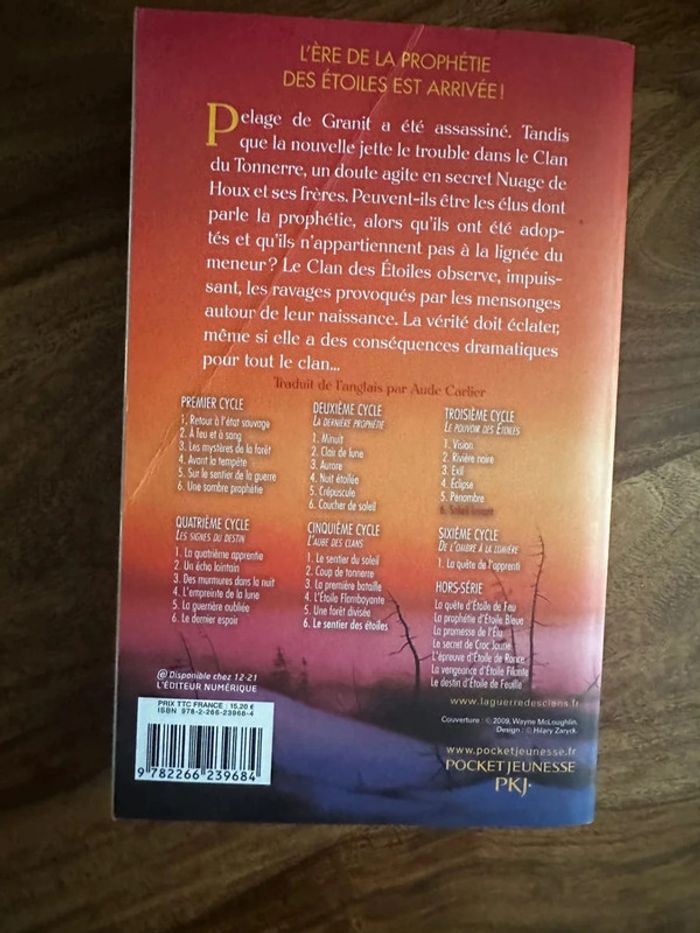 L'ÈRE DE LA PROPHÉTIE
DES ÉTOILES EST ARRIVÉE !
Pelage de Granit a été assassiné. Tandis
que la nouvelle jette le trouble dans le Clan
du Tonnerre, un doute agite en secret Nuage de
Houx et ses frères. Peuvent-ils être les élus dont
parle la prophétie, alors qu'ils ont été adop-
tés et qu'ils n'appartiennent pas à la lignée du
meneur ? Le Clan des Étoiles observe, impuis-
sant, les ravages provoqués par les mensonges
autour de leur naissance. La vérité doit éclater,
même si elle a des conséquences dramatiques
pour tout le clan...
Traduit de l'anglais par Aude Carlier
PREMIER CYCLE
1. Retour à l'état sauvage
2. À feu et à sang
3. Les mystères de la forêt
4. Avant la tempête
5. Sur le sentier de la guerre
6. Une sombre prophétie
DEUXIÈME CYCLE
LA DERNIÈRE PROPHÉTIE
1. Minuit
2. Clair de lune
3. Aurore
4. Nuit étoilée
5. Crépuscule
6. Coucher de soleil
TROISIÈME CYCLE
LE POUVOIR DES ÉTOILES
1. Vision
2. Rivière noire
3. Exil
4. Éclipse
5. Pénombre
6. Soleil levant
QUATRIÈME CYCLE
LES SIGNES DU DESTIN
1. La quatrième apprentie
2. Un écho lointain
3. Des murmures dans la nuit
4. L'empreinte de la lune
5. La guerrière oubliée
6. Le dernier espoir
CINQUIÈME CYCLE
L'AUBE DES CLANS
1. Le sentier du soleil
2. Coup de tonnerre
3. La première bataille
4. L'Étoile Flamboyante
5. Une forêt divisée
6. Le sentier des étoiles
SIXIÈME CYCLE
DE L'OMBRE À LA LUMIÈRE
1. La quête de l'apprenti
HORS-SÉRIE
La quête d'Étoile de Feu
La prophétie d'Étoile Bleue
La promesse de l'Élu
Le secret de Croc Jaune
L'épreuve d'Étoile de Ronce
La vengeance d'Étoile Filante
Le destin d'Étoile de Feuille
@ Disponible chez 12-21
L'ÉDITEUR NUMÉRIQUE
www.laguerredesclans.fr
PRIX TTC FRANCE : 15,20 €
ISBN 978-2-266-23968-4
9 782266 239684
Couverture : © 2009, Wayne McLoughlin.
Design : © Hilary Zarycky.
www.pocketjeunesse.fr
POCKET JEUNESSE
PKJ·